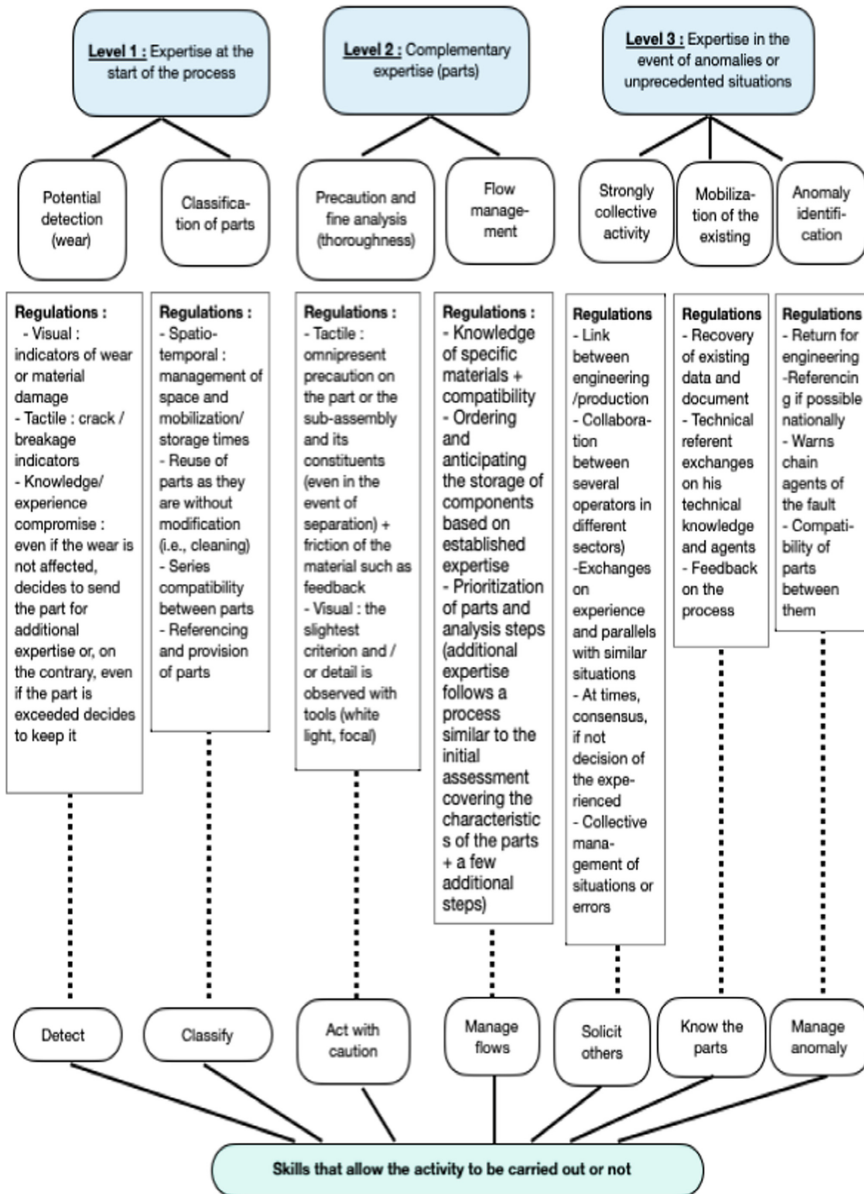 Level 1 : Expertise at the
start of the process
Level 2 : Complementary
expertise (parts)
Level 3 : Expertise in the
event of anomalies or
unprecedented situations
Potential
detection
(wear)
Classifica-
tion of parts
Precaution and
fine analysis
(thoroughness)
Flow
manage-
ment
Strongly
collective
activity
Mobiliza-
tion of the
existing
Anomaly
identifi-
cation
Regulations :
- Visual :
indicators of wear
or material
damage
- Tactile : crack /
breakage
indicators
- Knowledge/
experience
compromise :
even if the wear is
not affected,
decides to send
the part for
additional
expertise or, on
the contrary, even
if the part is
exceeded decides
to keep it
Regulations :
- Spatio-
temporal :
management of
space and
mobilization/
storage times
- Reuse of
parts as they
are without
modification
(i.e., cleaning)
- Series
compatibility
between parts
- Referencing
and provision
of parts
Regulations :
- Tactile :
omnipresent
precaution on
the part or the
sub-assembly
and its
constituents
(even in the
event of
separation) +
friction of the
material such as
feedback
- Visual : the
slightest
criterion and /
or detail is
observed with
tools (white
light, focal)
Regulations :
- Knowledge
of specific
materials +
compatibility
- Ordering
and
anticipating
the storage of
components
based on
established
expertise
- Prioritization
of parts and
analysis steps
(additional
expertise
follows a
process
similar to the
initial
assessment
covering the
characteristic
s of the parts
+ a few
additional
steps)
Regulations
- Link
between
engineering
/production
- Collabora-
tion
between
several
operators in
different
sectors)
-Exchanges
on
experience
and parallels
with similar
situations
- At times,
consensus,
if not
decision of
the expe-
rienced
- Collective
mana-
gement of
situations or
errors
Regulations
- Recovery
of existing
data and
document
- Technical
referent
exchanges
on his
technical
knowledge
and agents
- Feedback
on the
process
Regulations
- Return for
engineering
-Referencin
g if possible
nationally
- Warns
chain
agents of
the fault
- Compati-
bility of
parts
between
them
Detect
Classify
Act with
caution
Manage
flows
Solicit
others
Know the
parts
Manage
anomaly
Skills that allow the activity to be carried out or not